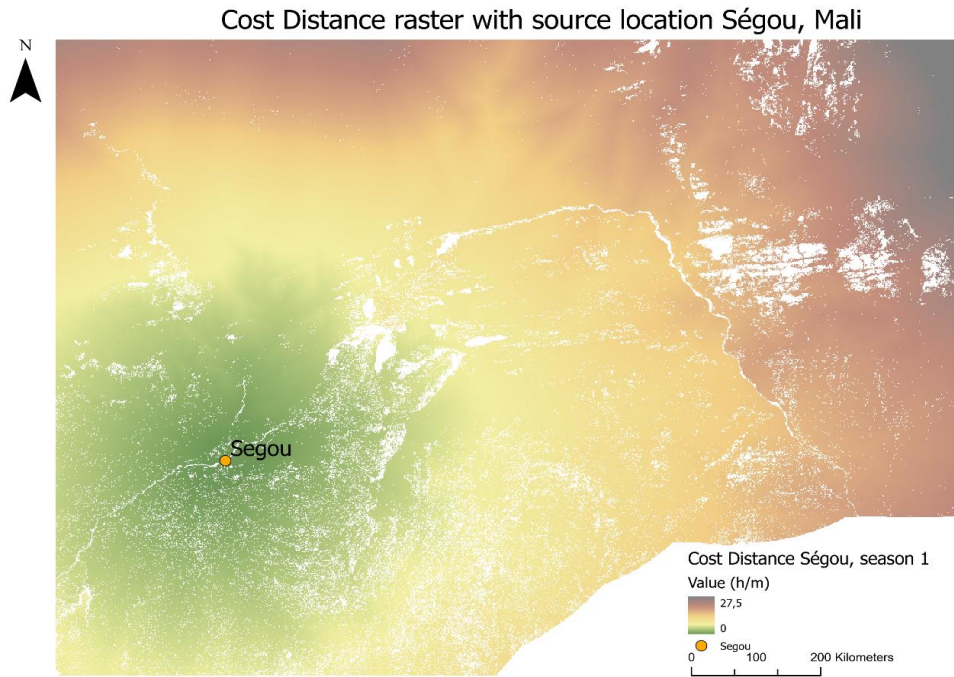 Cost Distance raster with source location Ségou, Mali
N
Segou
Cost Distance Ségou, season 1
Value (h/m)
27,5
0
Segou
0 100 200 Kilometers